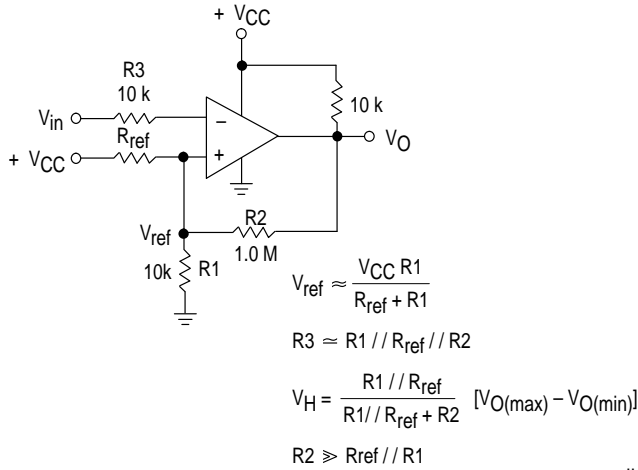 + VCC
R3
10 k
10 k
Vin
−
VO
Rref
+ VCC
+
Vref
R2
1.0 M
10k
R1
Vref ≈ VCC R1 / Rref + R1
R3 ≃ R1 / / Rref / / R2
VH = R1 / / Rref / R1/ / Rref + R2 [VO(max) – VO(min)]
R2 ≫ Rref / / R1